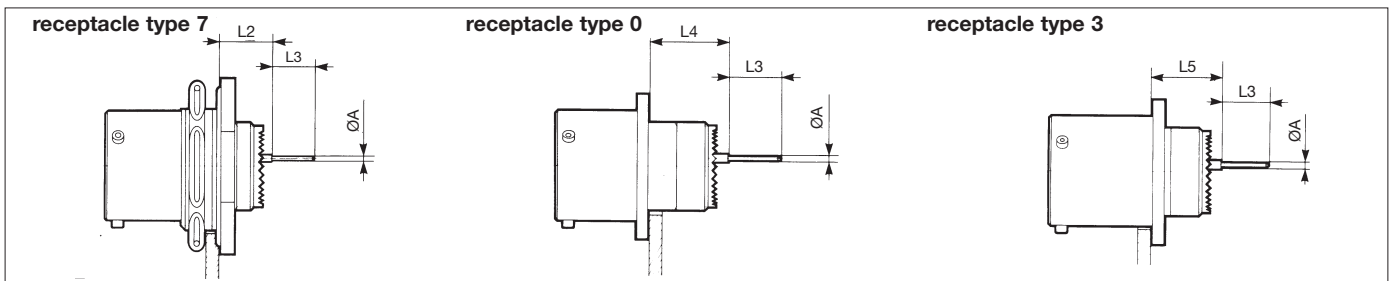 receptacle type 7
L2
L3
ØA
receptacle type 0
L4
L3
ØA
receptacle type 3
L5
L3
ØA